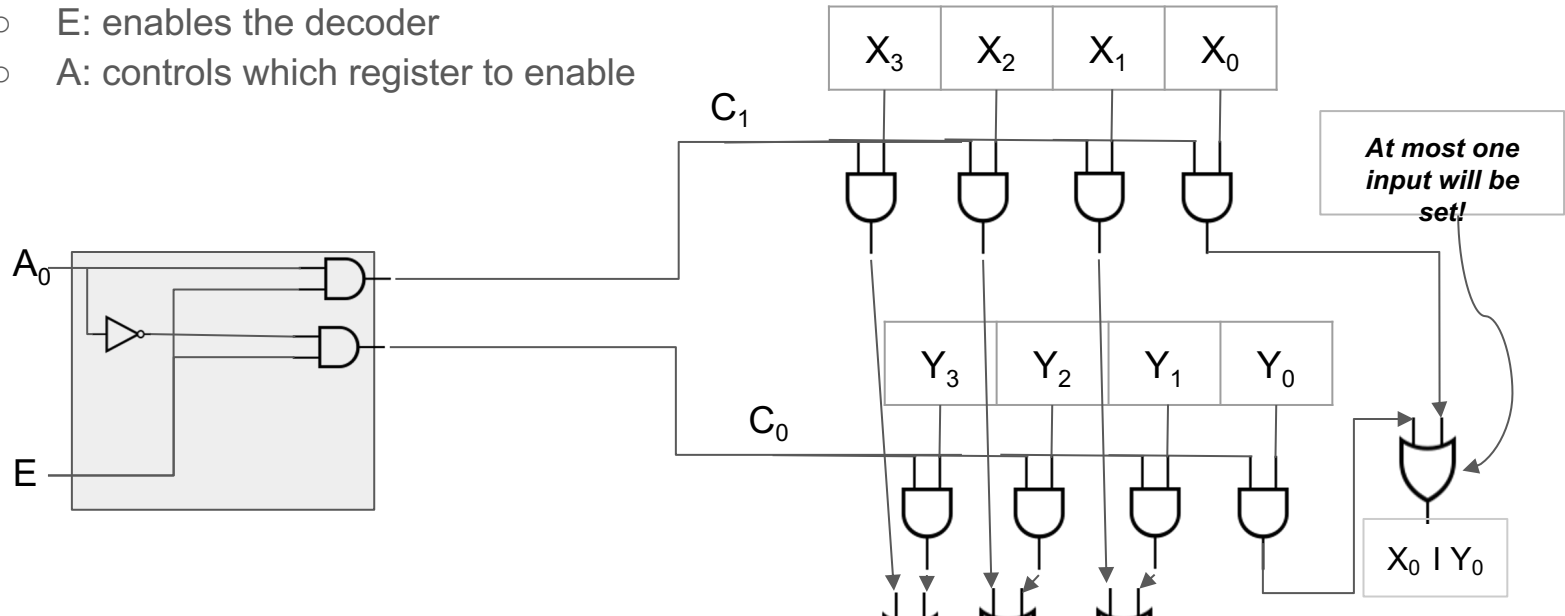 ○ E: enables the decoder
○ A: controls which register to enable
X₃ X₂ X₁ X₀
C₁
At most one
input will be
set!
A₀
Y₃ Y₂ Y₁ Y₀
C₀
E
X₀ I Y₀